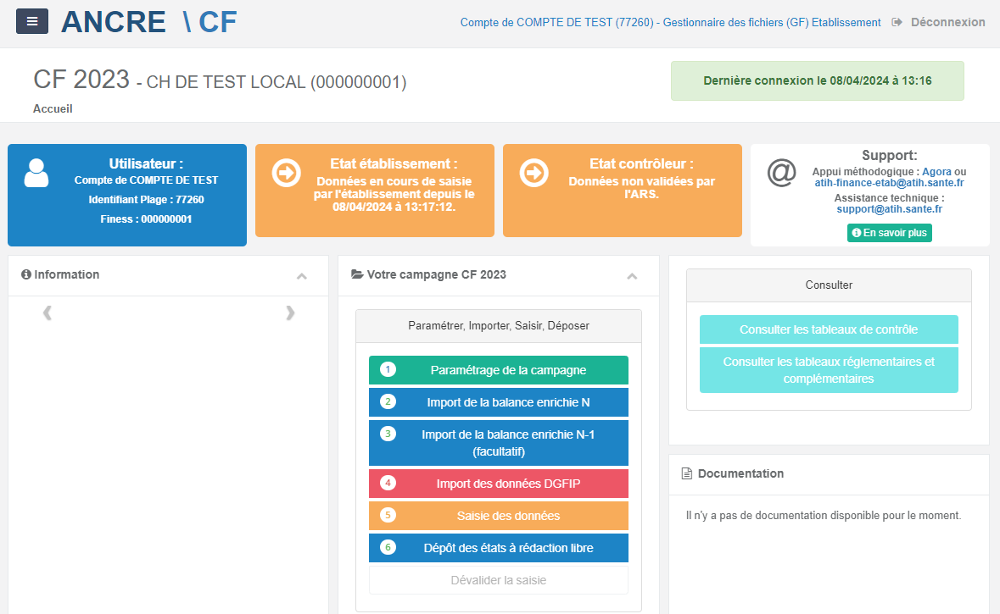 ANCRE \ CF
Compte de COMPTE DE TEST (77260) - Gestionnaire des fichiers (GF) Etablissement
Déconnexion
CF 2023 - CH DE TEST LOCAL (000000001)
Accueil
Dernière connexion le 08/04/2024 à 13:16
Utilisateur :
Compte de COMPTE DE TEST
Identifiant Plage : 77260
Finess : 000000001
Etat établissement :
Données en cours de saisie
par l'établissement depuis le
08/04/2024 à 13:17:12.
Etat contrôleur :
Données non validées par
l'ARS.
@
Support:
Appui méthodogique : Agora ou
atih-finance-etab@atih.sante.fr
Assistance technique :
support@atih.sante.fr
En savoir plus
Information
Votre campagne CF 2023
Paramétrer, Importer, Saisir, Déposer
1 Paramétrage de la campagne
2 Import de la balance enrichie N
3 Import de la balance enrichie N-1
(facultatif)
4 Import des données DGFIP
5 Saisie des données
6 Dépôt des états à rédaction libre
Dévalider la saisie
Consulter
Consulter les tableaux de contrôle
Consulter les tableaux réglementaires et
complémentaires
Documentation
Il n'y a pas de documentation disponible pour le moment.